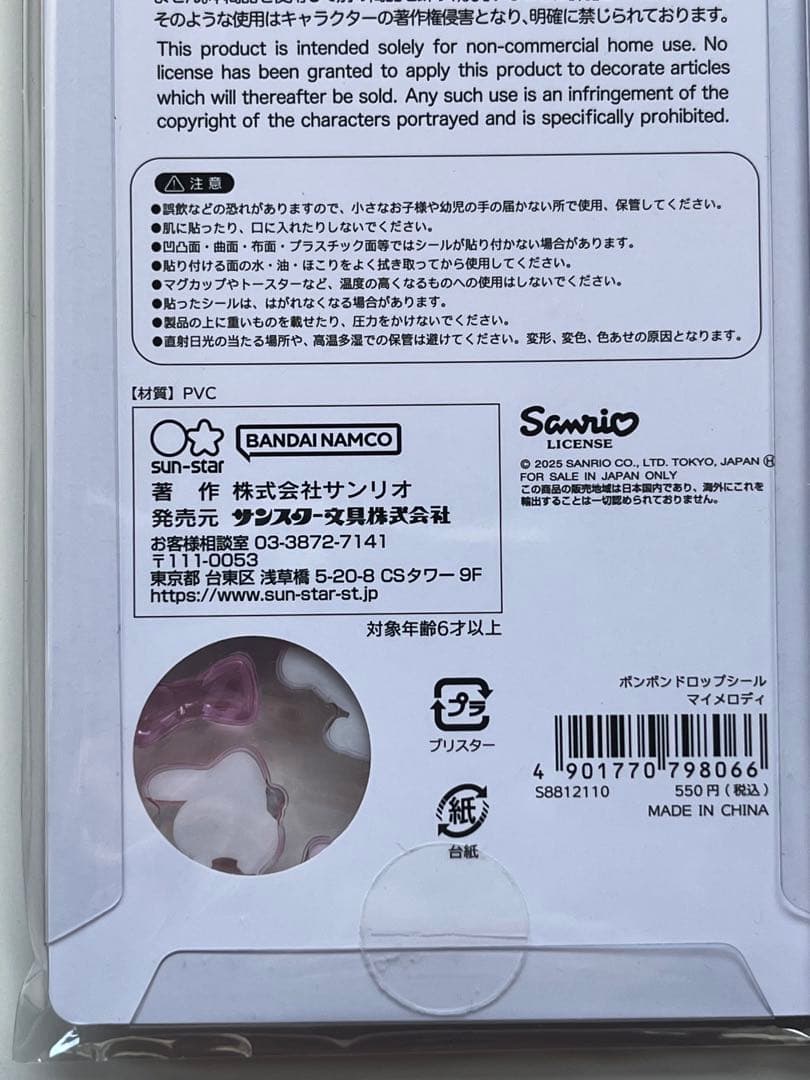 そのような使用はキャラクターの著作権侵害となり、明確に禁じられております。
This product is intended solely for non-commercial home use. No
license has been granted to apply this product to decorate articles
which will thereafter be sold. Any such use is an infringement of the
copyright of the characters portrayed and is specifically prohibited.
注意
●誤飲などの恐れがありますので、小さなお子様や幼児の手の届かない所で使用、保管してください。
●肌に貼ったり、口に入れたりしないでください。
●凹凸面・曲面・布面・プラスチック面等ではシールが貼り付かない場合があります。
●貼り付ける面の水・油・ほこりをよく拭き取ってから使用してください。
●マグカップやトースターなど、温度の高くなるものへの使用はしないでください。
●貼ったシールは、はがれなくなる場合があります。
●製品の上に重いものを載せたり、圧力をかけないでください。
●直射日光の当たる場所や、高温多湿での保管は避けてください。変形、変色、色あせの原因となります。
【材質】PVC
sun-star BANDAI NAMCO
著 作 株式会社サンリオ
発売元 サンスター文具株式会社
お客様相談室 03-3872-7141
〒111-0053
東京都 台東区 浅草橋 5-20-8 CSタワー 9F
https://www.sun-star-st.jp
Sanrio
LICENSE
© 2025 SANRIO CO., LTD. TOKYO, JAPAN Ⓗ
FOR SALE IN JAPAN ONLY
この商品の販売地域は日本国内であり、海外にこれを
輸出することは一切認められておりません。
対象年齢6才以上
プラ
ブリスター
紙
台紙
ボンボンドロップシール
マイメロディ
4 901770 798066
S8812110 550円(税込)
MADE IN CHINA